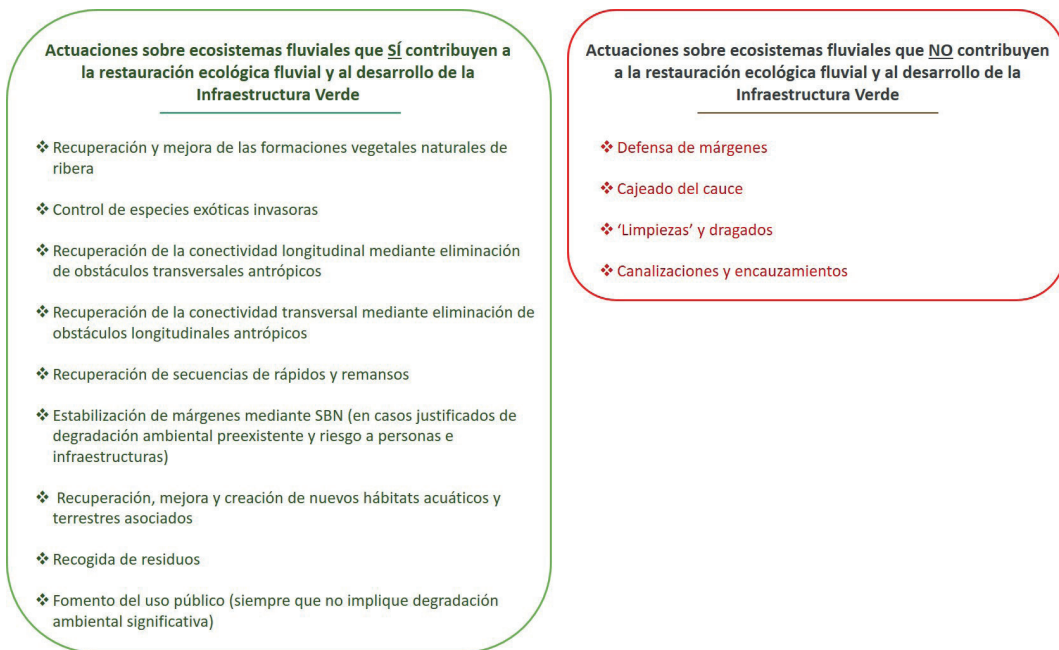 Actuaciones sobre ecosistemas fluviales que SÍ contribuyen a
la restauración ecológica fluvial y al desarrollo de la
Infraestructura Verde
❖ Recuperación y mejora de las formaciones vegetales naturales de
ribera
❖ Control de especies exóticas invasoras
❖ Recuperación de la conectividad longitudinal mediante eliminación
de obstáculos transversales antrópicos
❖ Recuperación de la conectividad transversal mediante eliminación de
obstáculos longitudinales antrópicos
❖ Recuperación de secuencias de rápidos y remansos
❖ Estabilización de márgenes mediante SBN (en casos justificados de
degradación ambiental preexistente y riesgo a personas e
infraestructuras)
❖ Recuperación, mejora y creación de nuevos hábitats acuáticos y
terrestres asociados
❖ Recogida de residuos
❖ Fomento del uso público (siempre que no implique degradación
ambiental significativa)
Actuaciones sobre ecosistemas fluviales que NO contribuyen
a la restauración ecológica fluvial y al desarrollo de la
Infraestructura Verde
❖ Defensa de márgenes
❖ Cajeado del cauce
❖ ‘Limpiezas’ y dragados
❖ Canalizaciones y encauzamientos